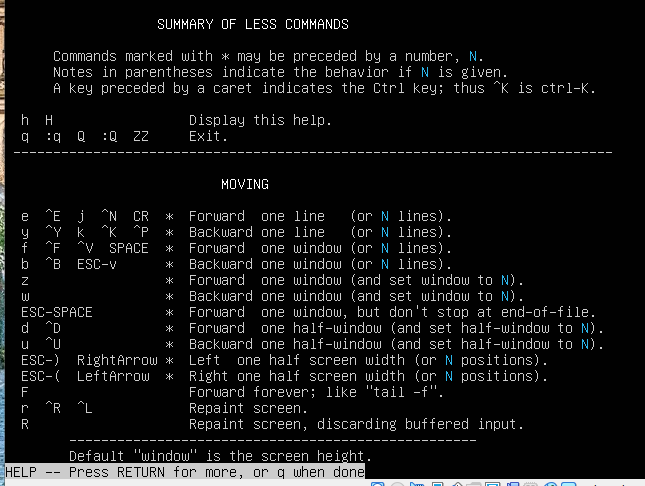 SUMMARY OF LESS COMMANDS
Commands marked with * may be preceded by a number, N.
Notes in parentheses indicate the behavior if N is given.
A key preceded by a caret indicates the Ctrl key; thus ^K is ctrl-K.
h  H                 Display this help.
q  :q  Q  :Q  ZZ     Exit.
---------------------------------------------------------------------------
MOVING
e  ^E  j  ^N  CR  *  Forward  one line   (or N lines).
y  ^Y  k  ^K  ^P  *  Backward one line   (or N lines).
f  ^F  ^V  SPACE  *  Forward  one window (or N lines).
b  ^B  ESC-v      *  Backward one window (or N lines).
z                 *  Forward  one window (and set window to N).
w                 *  Backward one window (and set window to N).
ESC-SPACE         *  Forward  one window, but don't stop at end-of-file.
d  ^D             *  Forward  one half-window (and set half-window to N).
u  ^U             *  Backward one half-window (and set half-window to N).
ESC-)  RightArrow *  Left  one half screen width (or N positions).
ESC-(  LeftArrow  *  Right one half screen width (or N positions).
F                    Forward forever; like "tail -f".
r  ^R  ^L            Repaint screen.
R                    Repaint screen, discarding buffered input.
---------------------------------------------------
Default "window" is the screen height.
HELP -- Press RETURN for more, or q when done